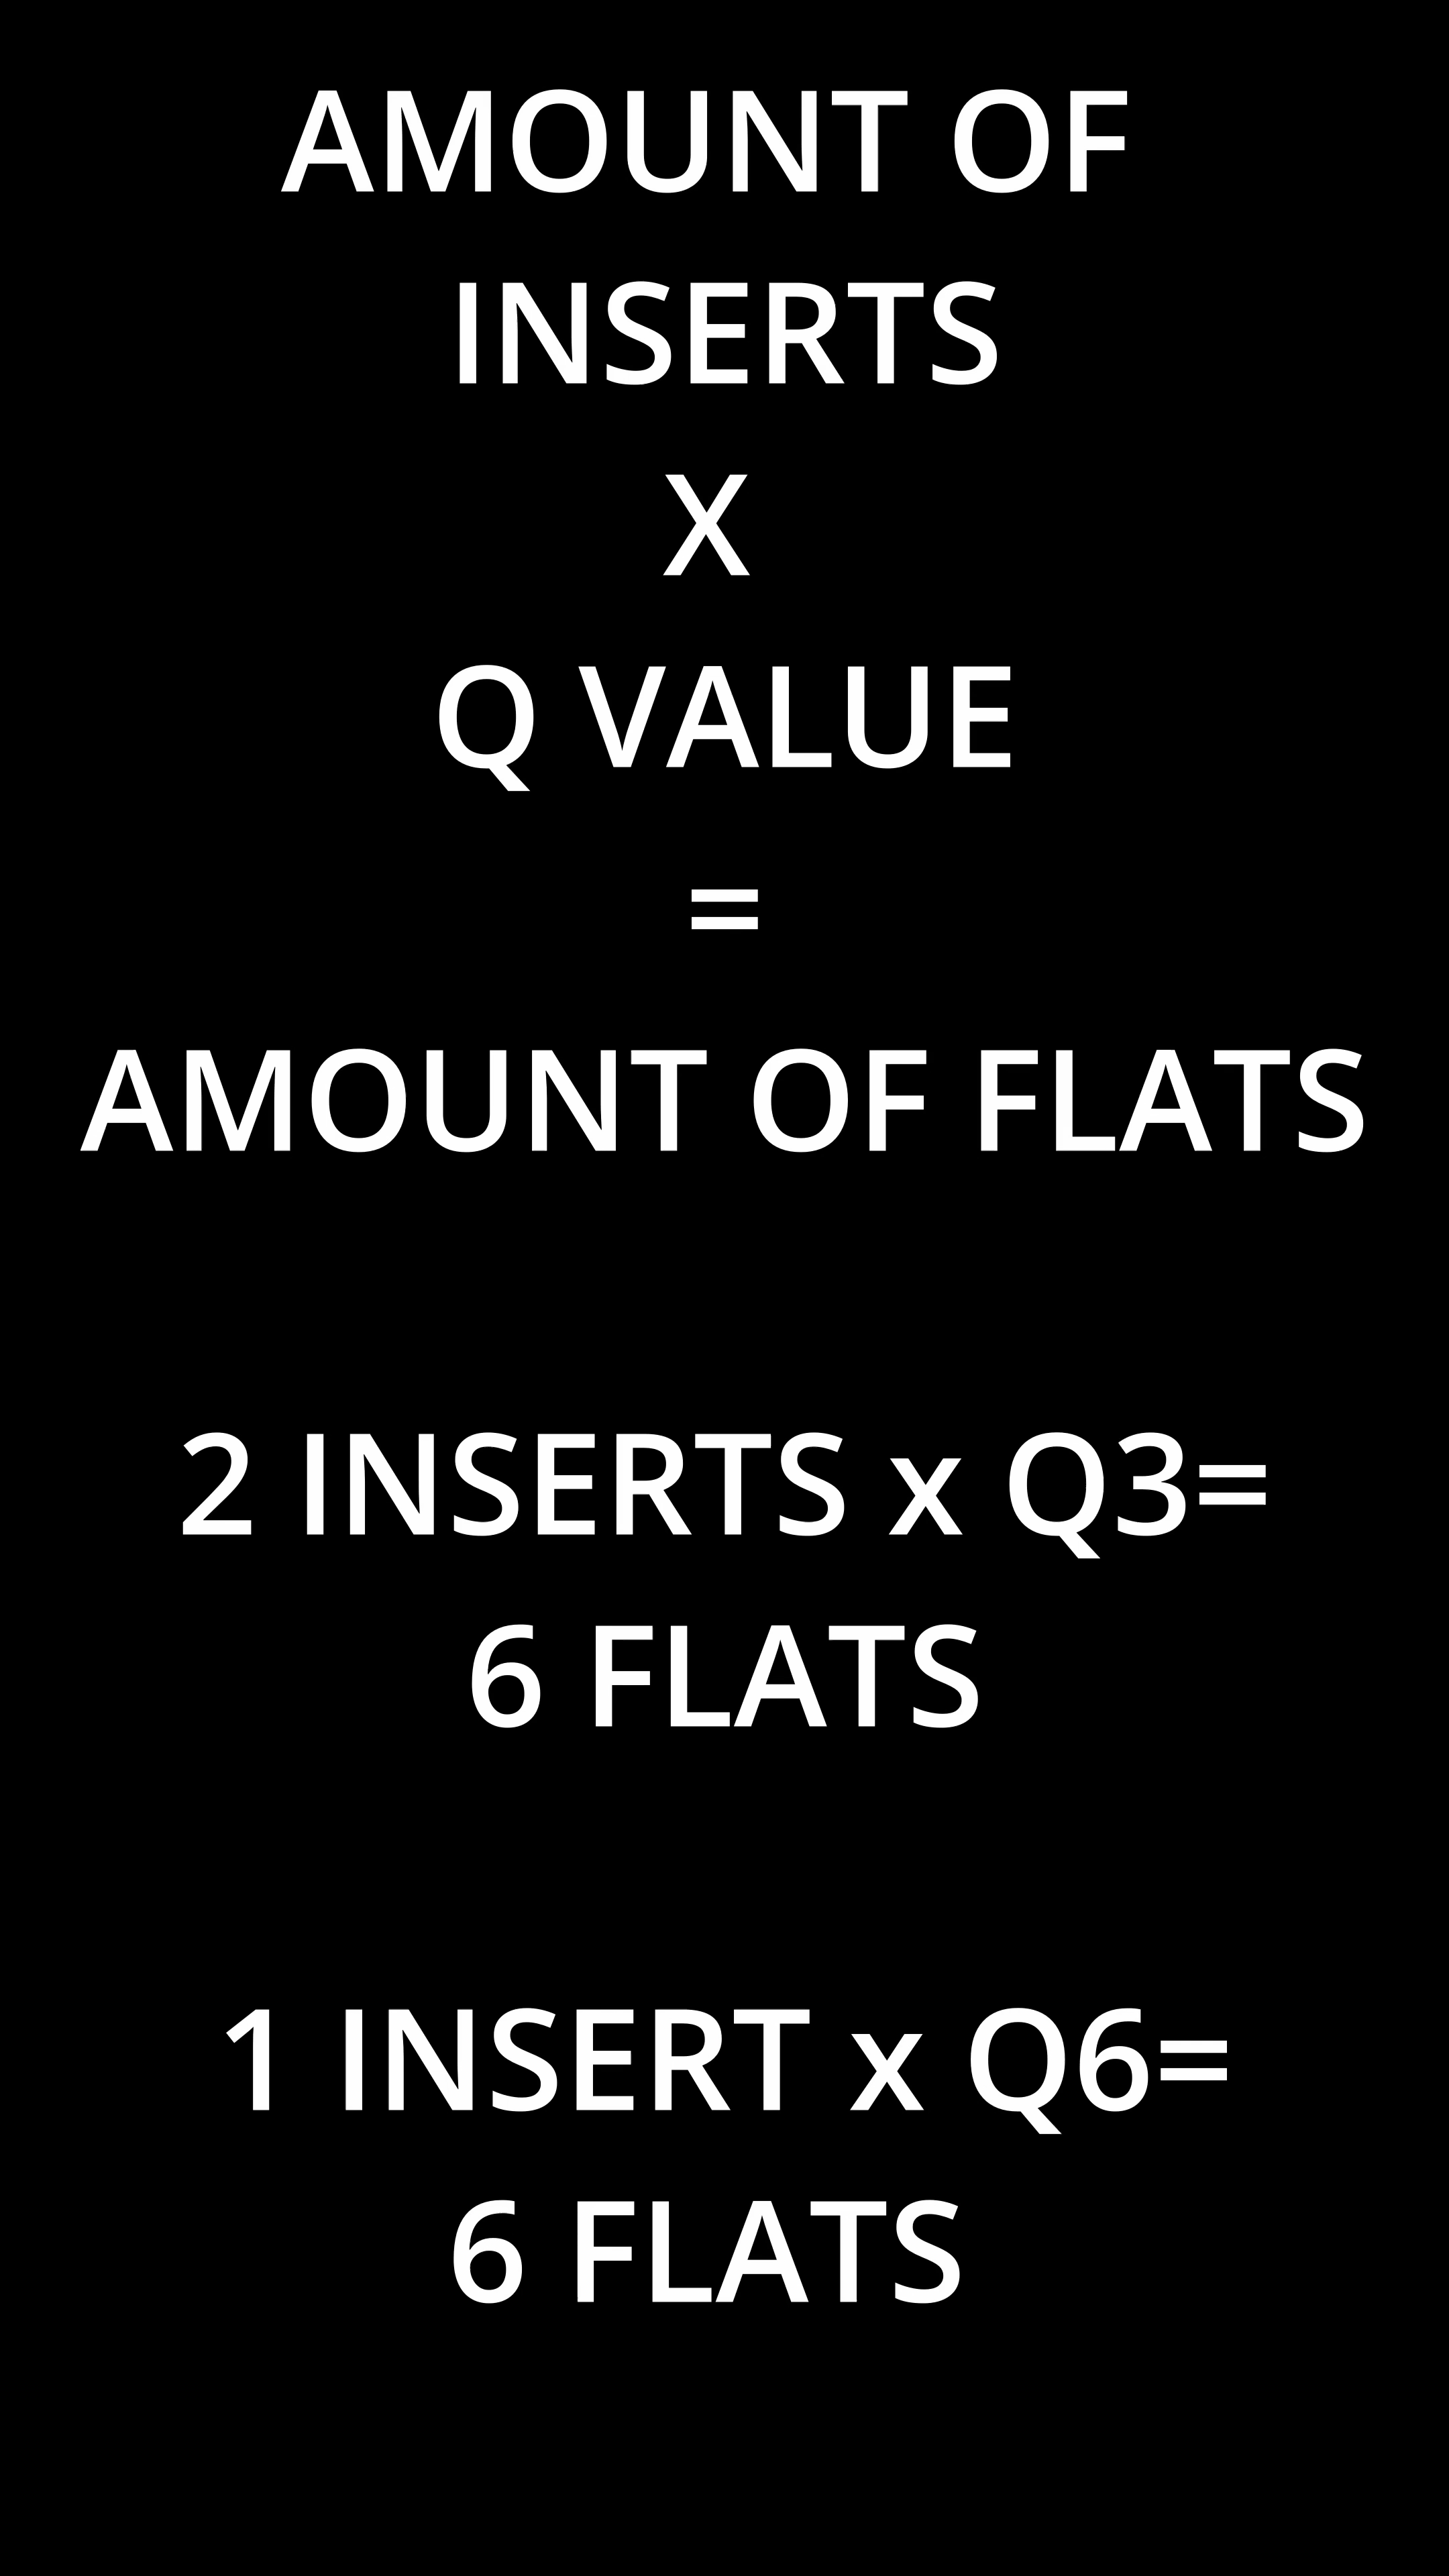 AMOUNT OF
INSERTS
X
Q VALUE
=
AMOUNT OF FLATS
2 INSERTS x Q3=
6 FLATS
1 INSERT x Q6=
6 FLATS